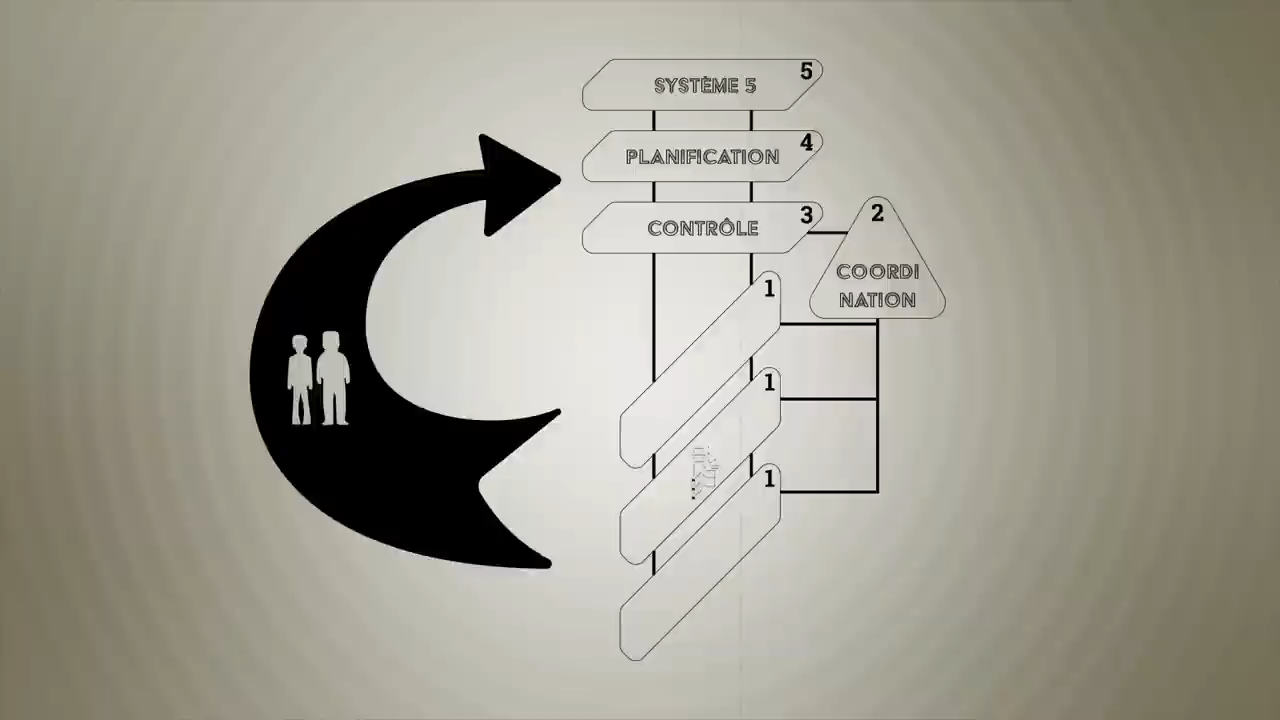 5
SYSTÈME 5
4
PLANIFICATION
3
CONTRÔLE
2
COORDI
NATION
1
1
1